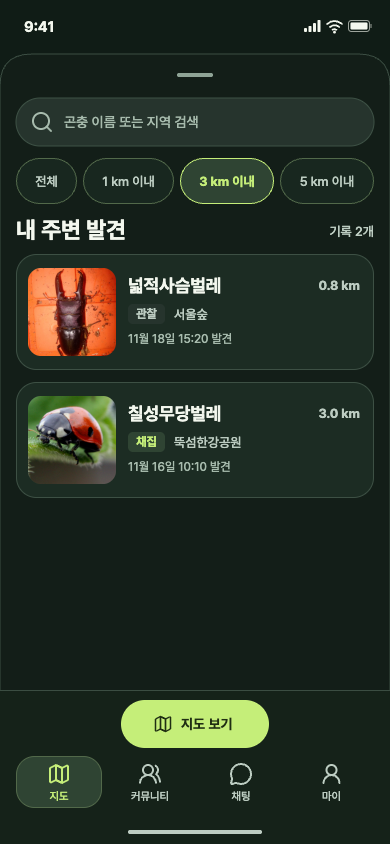 9:41
곤충 이름 또는 지역 검색
전체
1 km 이내
3 km 이내
5 km 이내
내 주변 발견
기록 2개
넓적사슴벌레
0.8 km
관찰 서울숲
11월 18일 15:20 발견
칠성무당벌레
3.0 km
채집 뚝섬한강공원
11월 16일 10:10 발견
지도 보기
지도
커뮤니티
채팅
마이